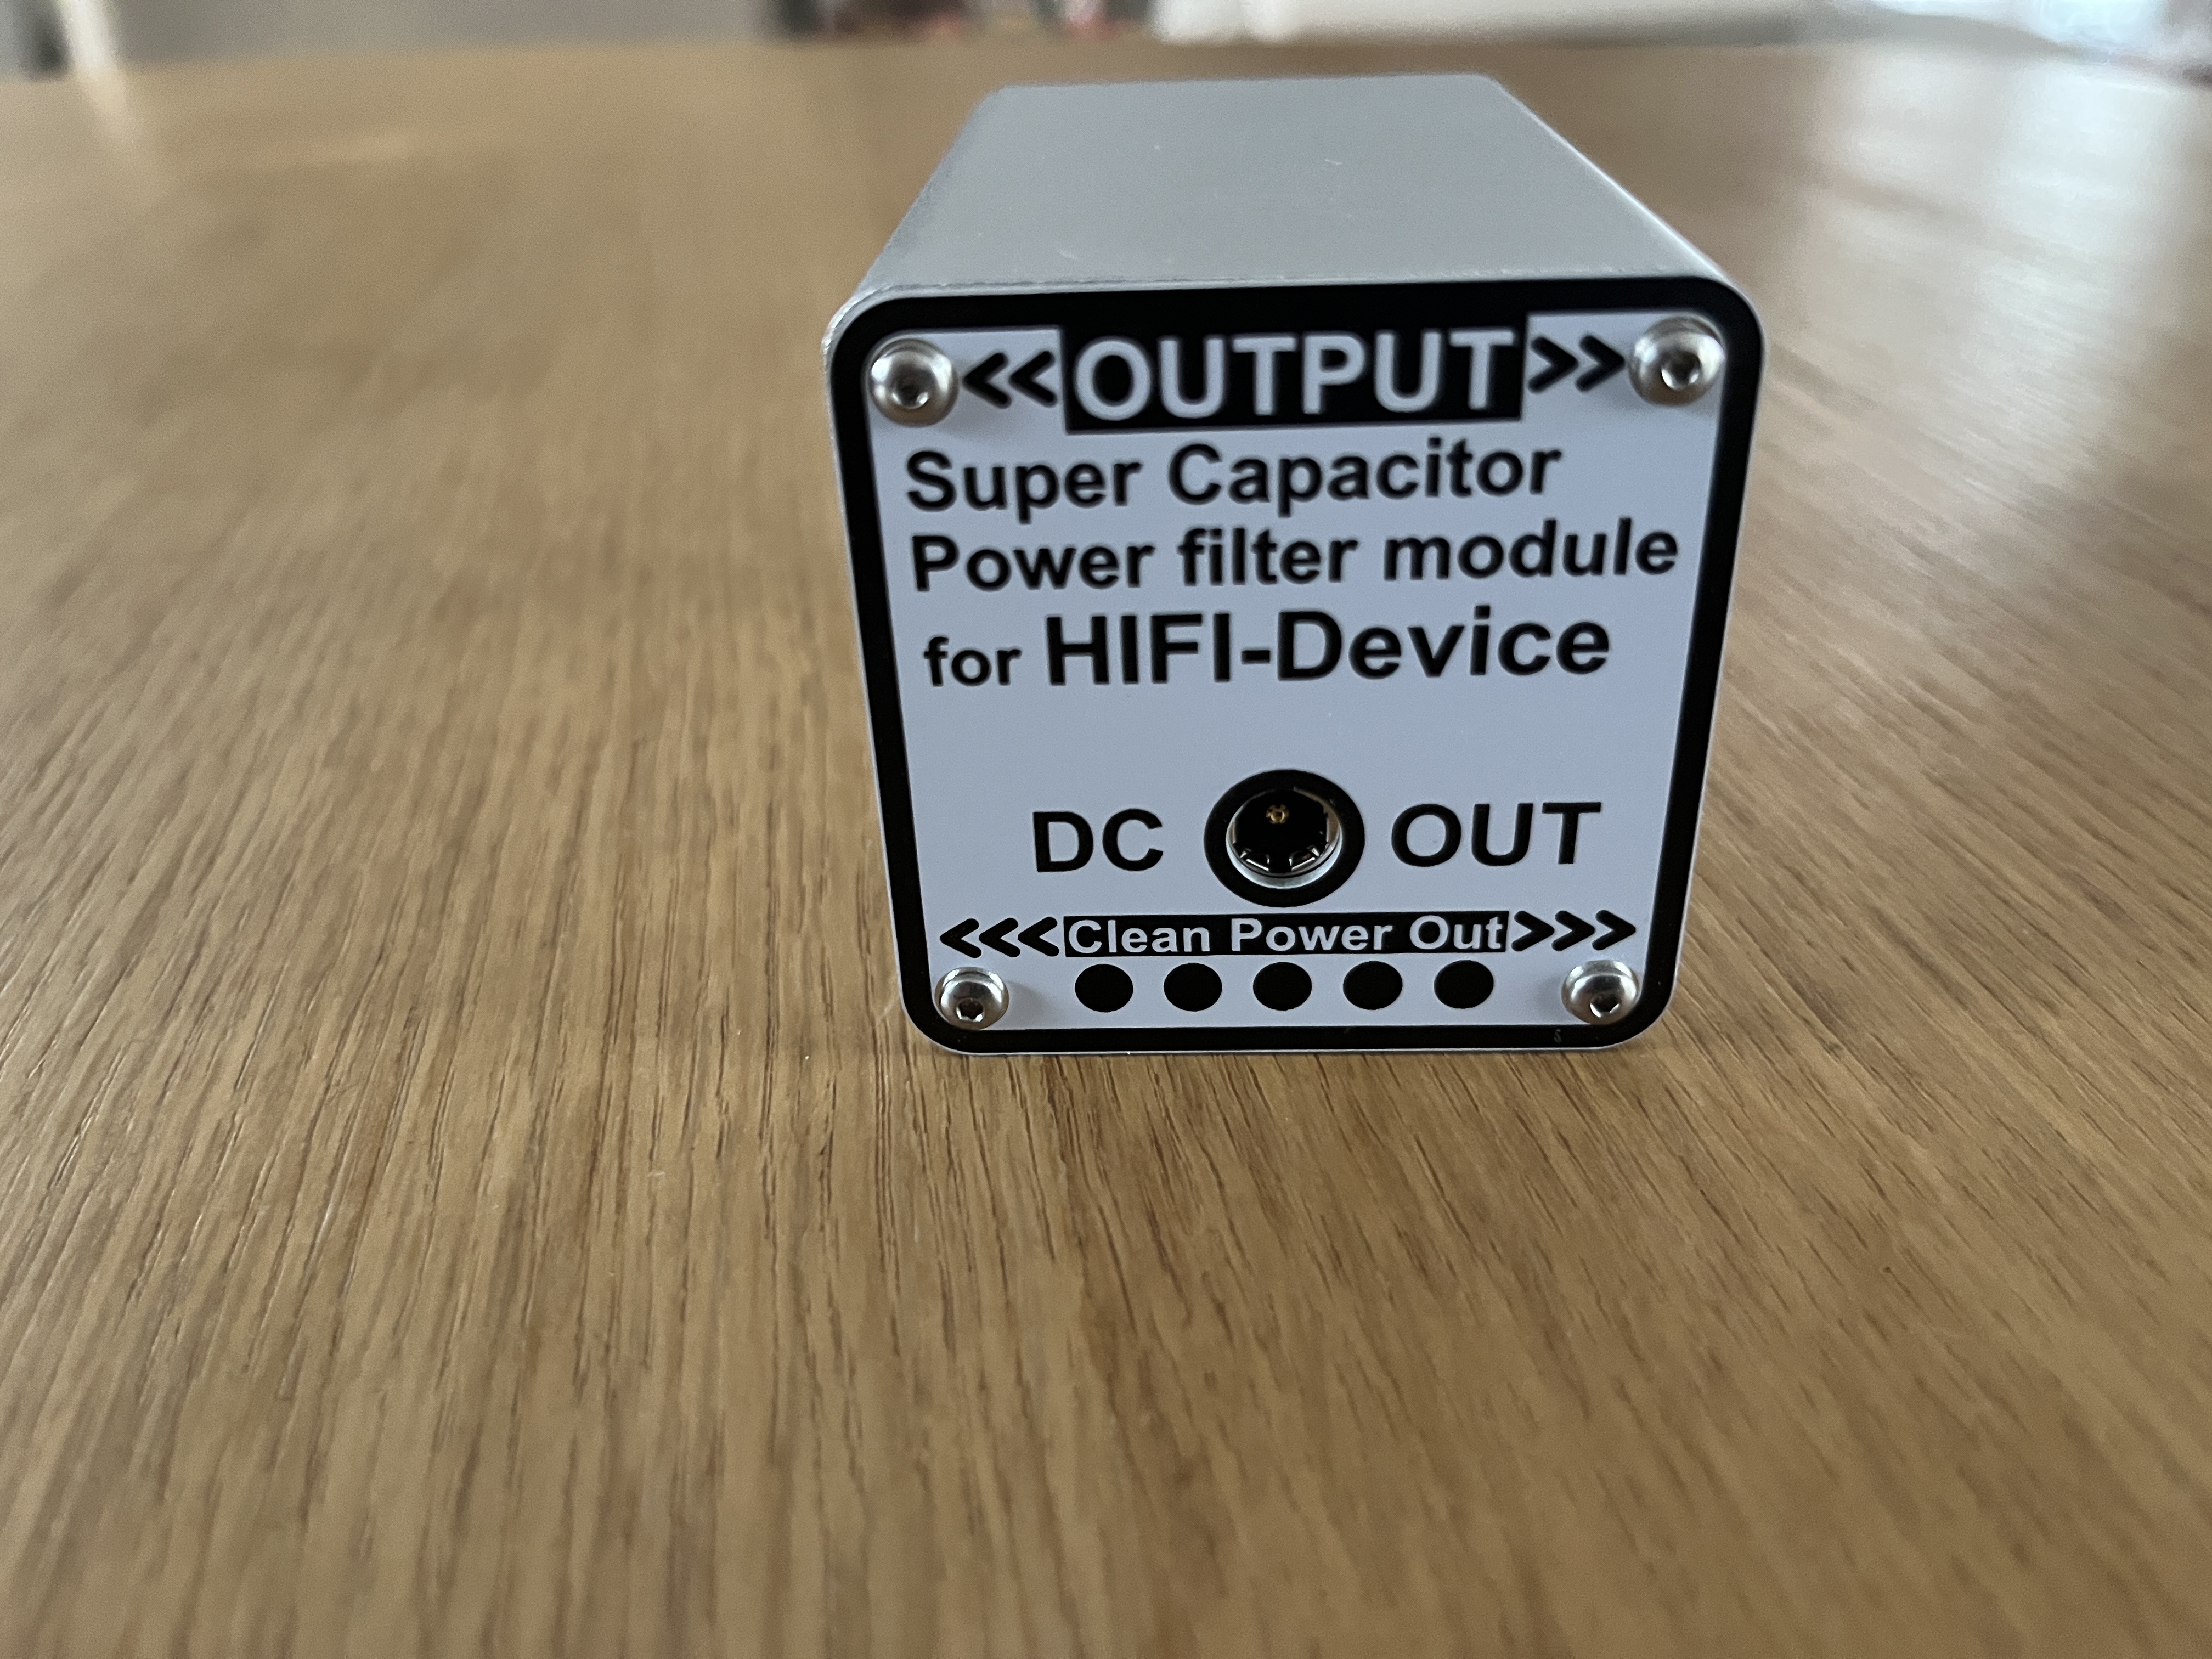 <<OUTPUT>>
Super Capacitor
Power filter module
for HIFI-Device
DC OUT
<<<Clean Power Out>>>